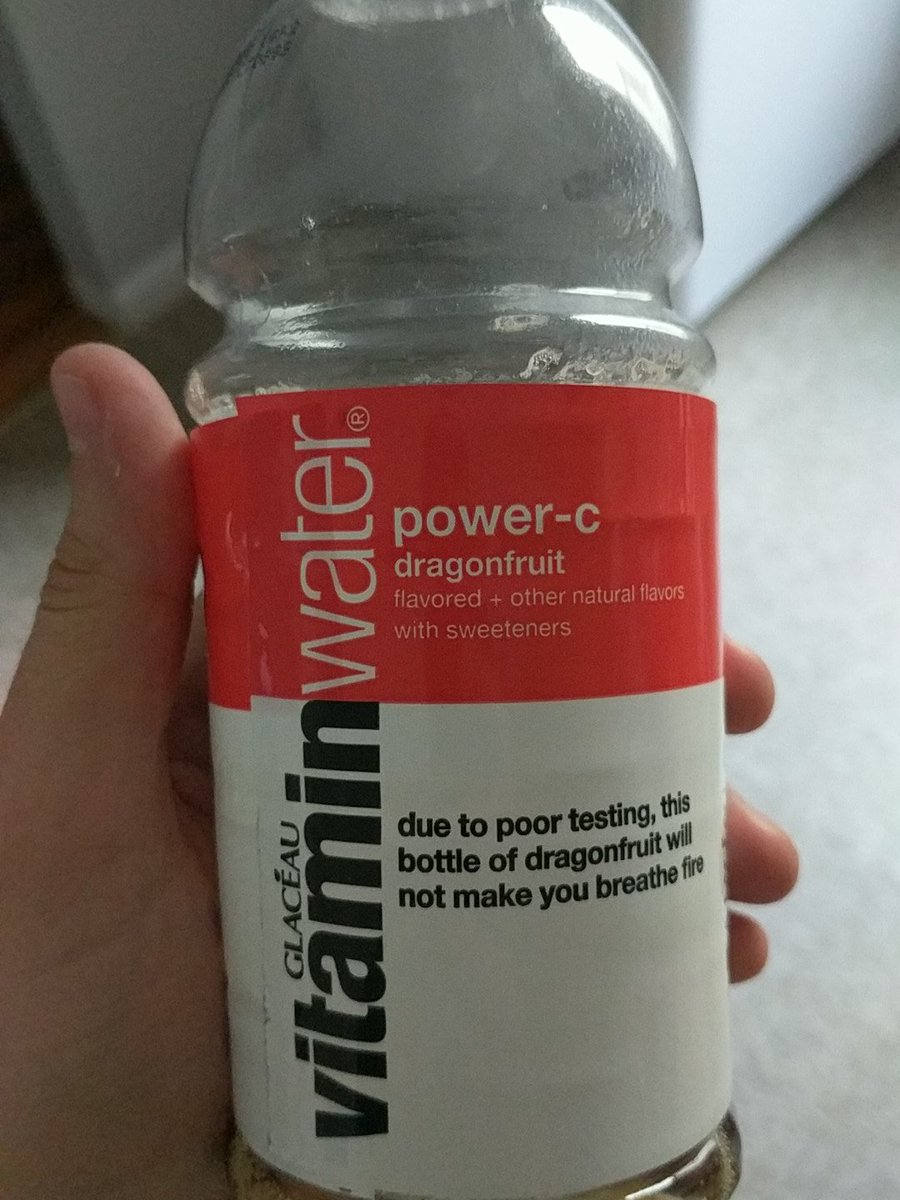 GLACÉAU
vitaminwater®
power-c
dragonfruit
flavored + other natural flavors
with sweeteners
due to poor testing, this
bottle of dragonfruit will
not make you breathe fire